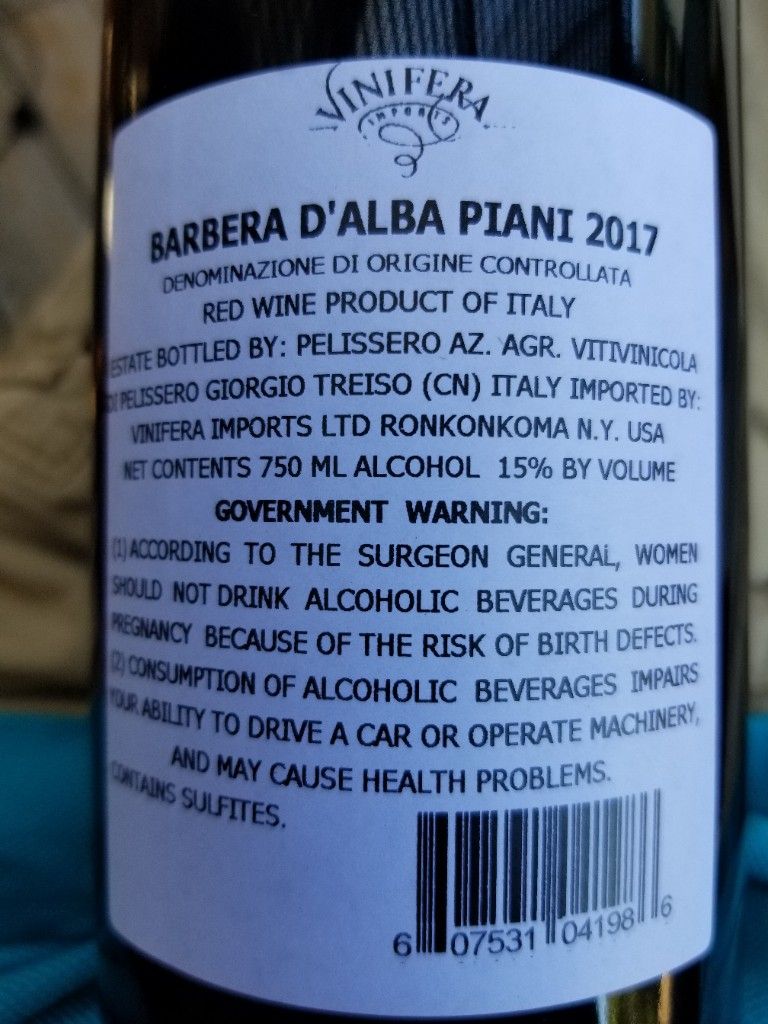 VINIFERA
IMPORTS
BARBERA D'ALBA PIANI 2017
DENOMINAZIONE DI ORIGINE CONTROLLATA
RED WINE PRODUCT OF ITALY
ESTATE BOTTLED BY: PELISSERO AZ. AGR. VITIVINICOLA
DI PELISSERO GIORGIO TREISO (CN) ITALY IMPORTED BY:
VINIFERA IMPORTS LTD RONKONKOMA N.Y. USA
NET CONTENTS 750 ML ALCOHOL 15% BY VOLUME
GOVERNMENT WARNING:
(1) ACCORDING TO THE SURGEON GENERAL, WOMEN
SHOULD NOT DRINK ALCOHOLIC BEVERAGES DURING
PREGNANCY BECAUSE OF THE RISK OF BIRTH DEFECTS.
(2) CONSUMPTION OF ALCOHOLIC BEVERAGES IMPAIRS
YOUR ABILITY TO DRIVE A CAR OR OPERATE MACHINERY,
AND MAY CAUSE HEALTH PROBLEMS.
CONTAINS SULFITES.
6 07531 04198 6